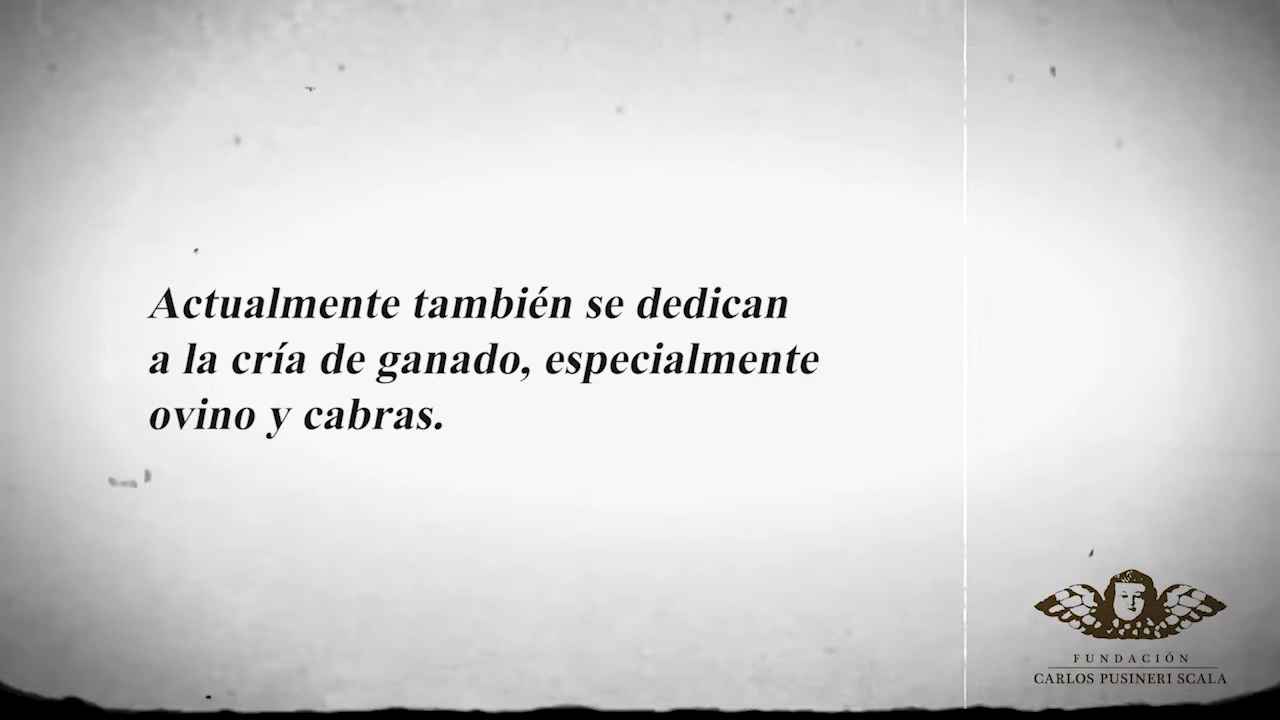 Actualmente también se dedican
a la cría de ganado, especialmente
ovino y cabras.
FUNDACIÓN
CARLOS PUSINERI SCALA